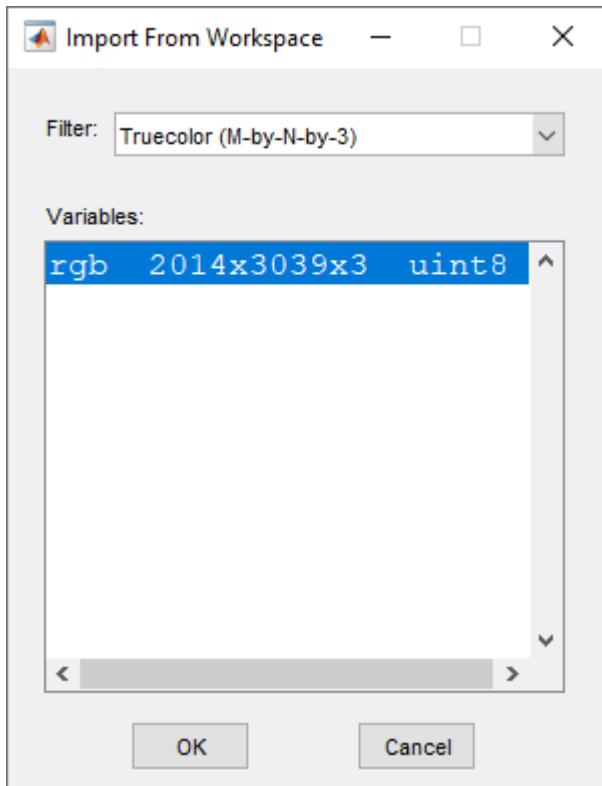 Import From Workspace
Filter: Truecolor (M-by-N-by-3)
Variables:
rgb  2014x3039x3  uint8
OK Cancel